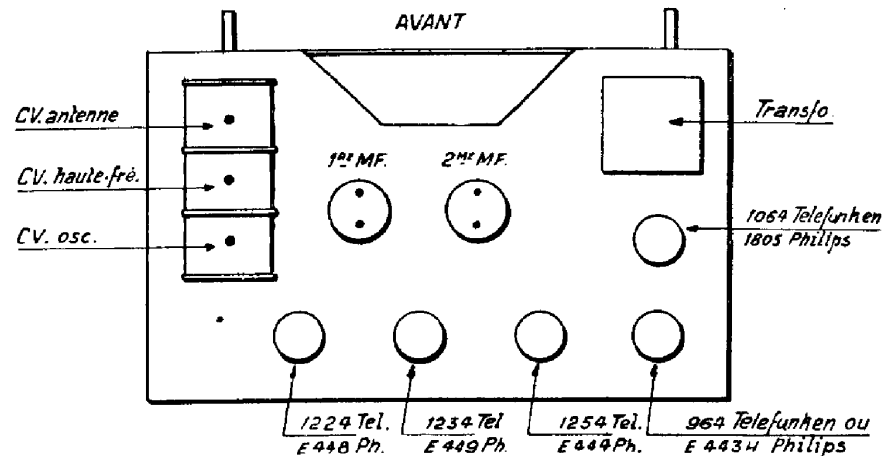 AVANT
CV. antenne
Transfo
1re MF.
2me MF.
CV. haute-fré.
1064 Telefunken
1805 Philips
CV. osc.
1224 Tel.
E 448 Ph.
1234 Tel
E 449 Ph.
1254 Tel.
E 444 Ph.
964 Telefunken ou
E 443 H Philips